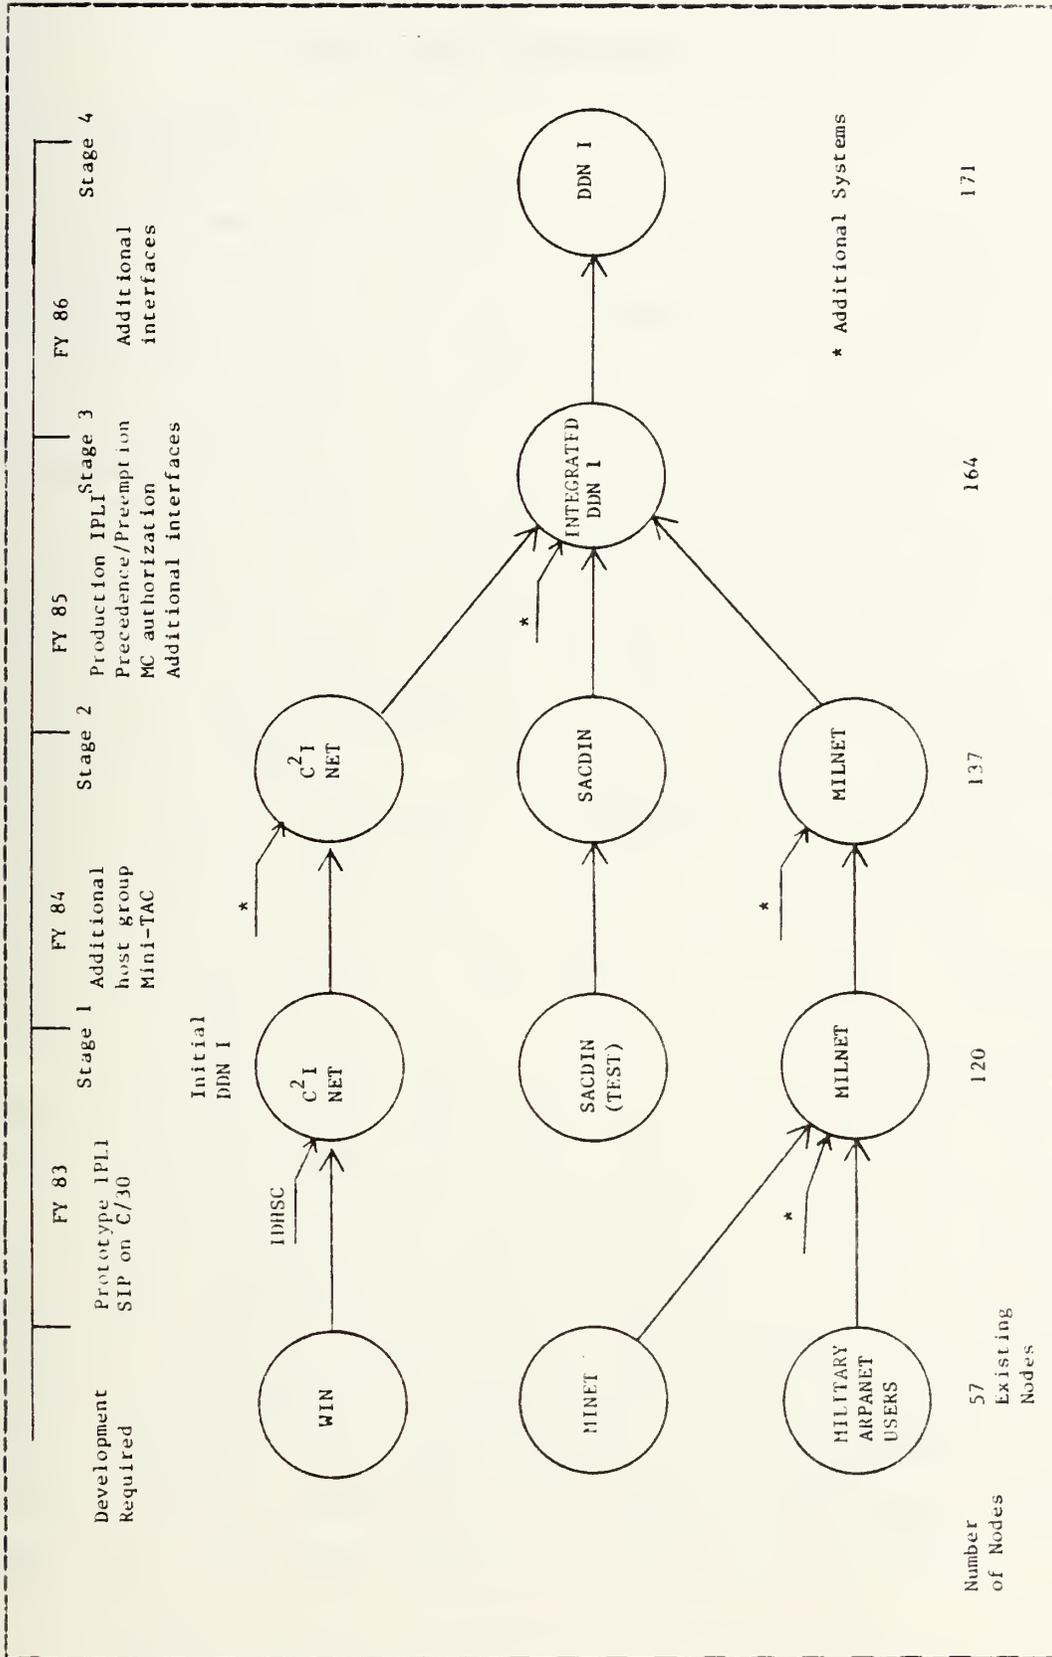 FY 83
FY 84
FY 85
FY 86
Stage 1
Stage 2
Stage 3
Stage 4
Development
Required
Prototype IPLI
SIP on C/30
Additional
host group
Mini-TAC
Production IPLI
Precedence/Preemption
MC authorization
Additional interfaces
Additional
interfaces
Initial
DDN I
WIN
IDHSC
C2I
NET
*
C2I
NET
MINET
SACDIN
(TEST)
SACDIN
*
INTEGRATED
DDN 1
DDN I
MILITARY
ARPANET
USERS
*
MILNET
*
MILNET
* Additional Systems
Number
of Nodes
57
Existing
Nodes
120
137
164
171